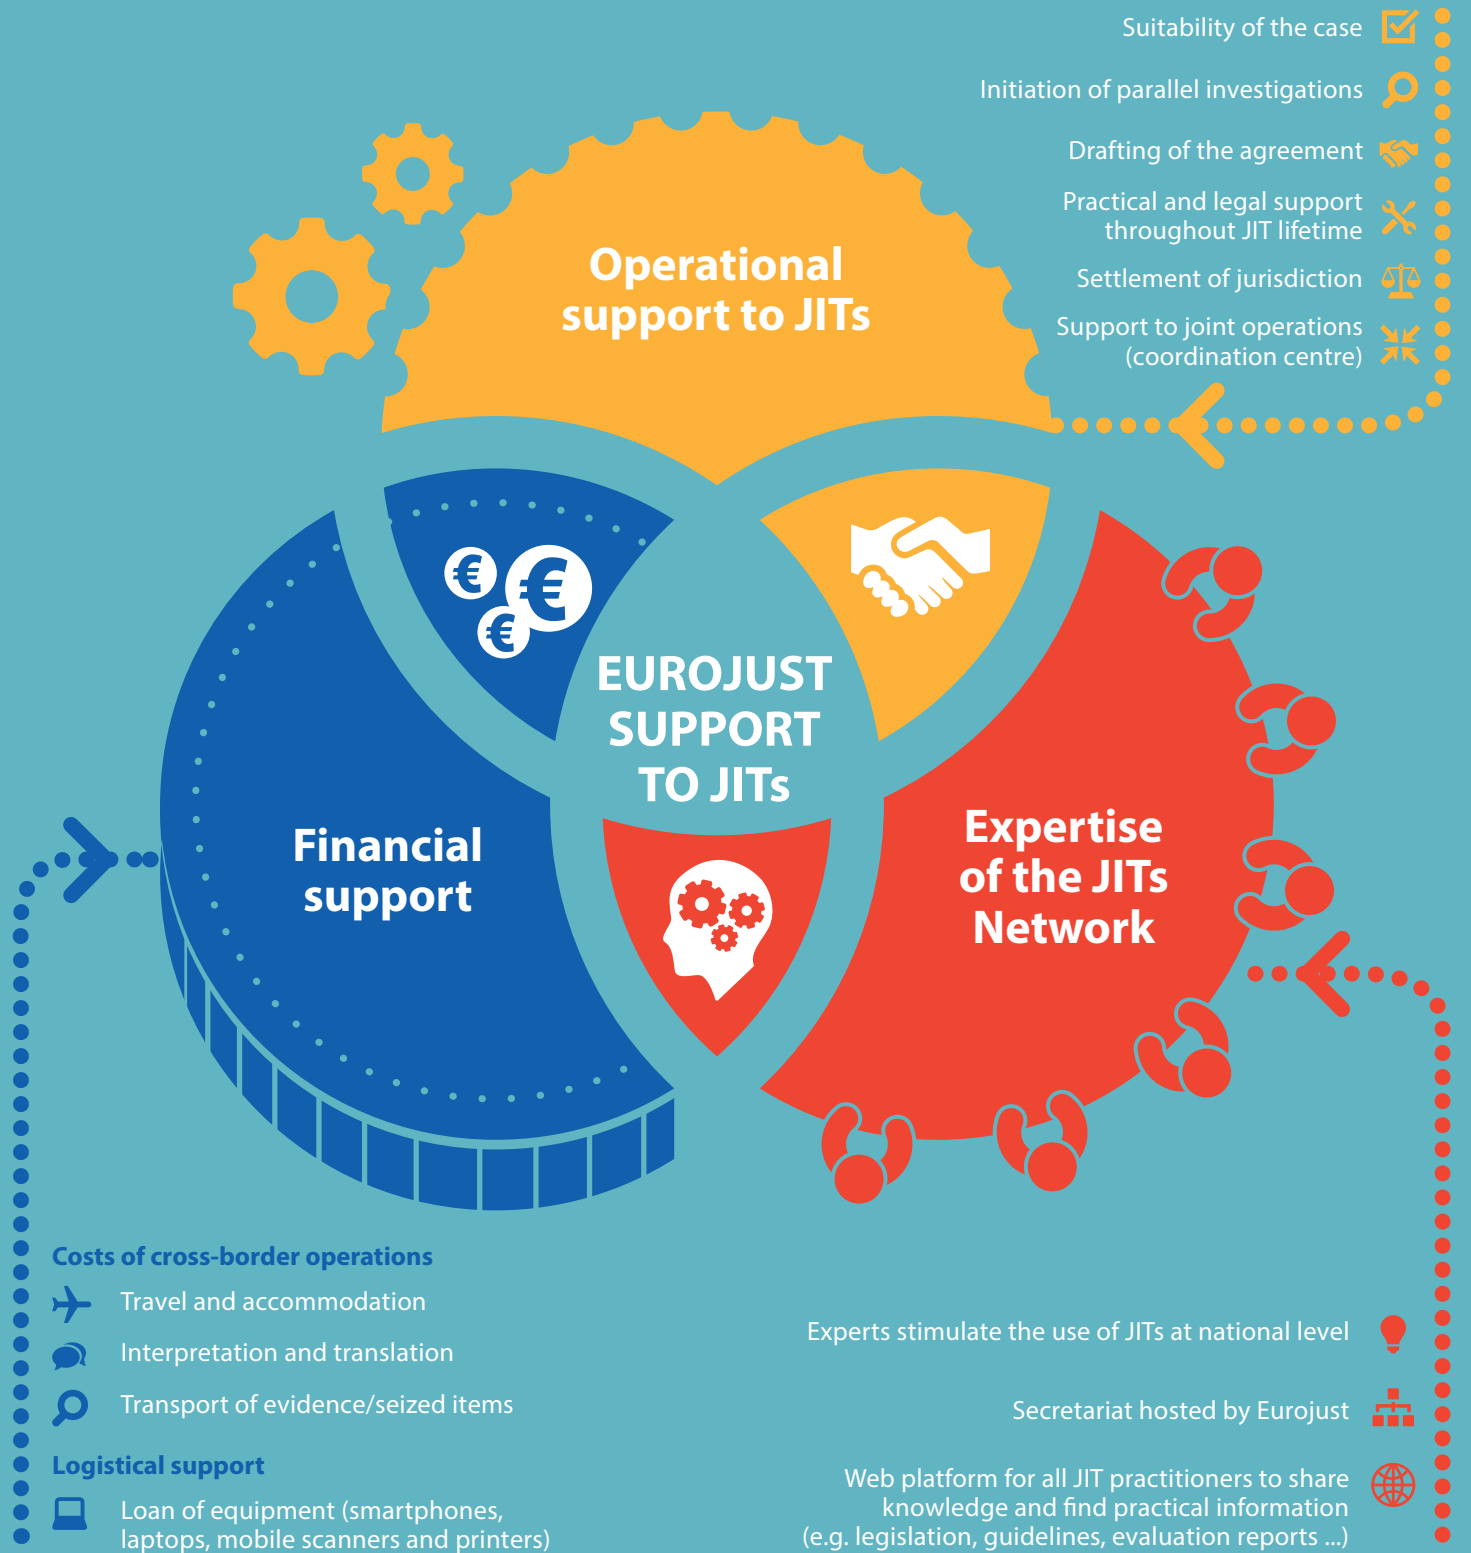 Suitability of the case
Initiation of parallel investigations
Drafting of the agreement
Practical and legal support
throughout JIT lifetime
Settlement of jurisdiction
Support to joint operations
(coordination centre)
Operational
support to JITs
€
€
€
EUROJUST
SUPPORT
TO JITs
Financial
support
Expertise
of the JITs
Network
Costs of cross-border operations
Travel and accommodation
Interpretation and translation
Transport of evidence/seized items
Logistical support
Loan of equipment (smartphones,
laptops, mobile scanners and printers)
Experts stimulate the use of JITs at national level
Secretariat hosted by Eurojust
Web platform for all JIT practitioners to share
knowledge and find practical information
(e.g. legislation, guidelines, evaluation reports ...)